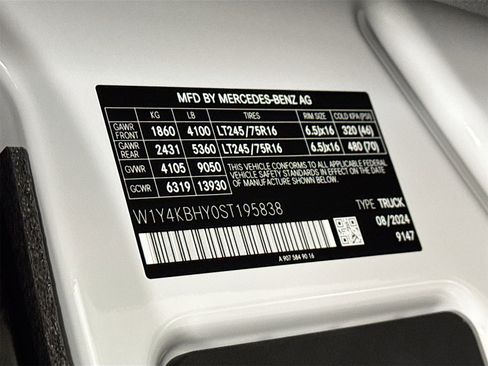 MFD BY MERCEDES-BENZ AG
KG LB TIRES RIM SIZE COLD KPA (PSI)
GAWR FRONT 1860 4100 LT245/75R16 6.5Jx16 320 (46)
GAWR REAR 2431 5360 LT245/75R16 6.5Jx16 480 (70)
GVWR 4105 9050
GCWR 6319 13930
THIS VEHICLE CONFORMS TO ALL APPLICABLE FEDERAL
VEHICLE SAFETY STANDARDS IN EFFECT ON THE DATE
OF MANUFACTURE SHOWN HERE.
W1Y4KBHY0ST195838
TYPE TRUCK
08/2024
9147
A 907 584 90 16